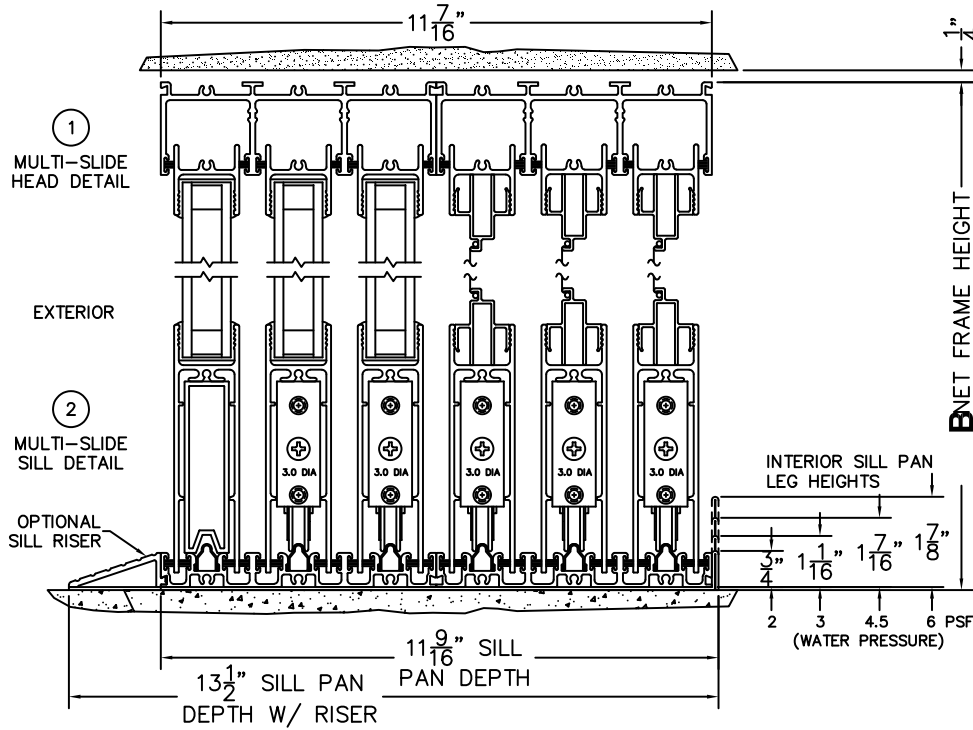 11 7/16"
1/4
1
MULTI-SLIDE
HEAD DETAIL
EXTERIOR
2
MULTI-SLIDE
SILL DETAIL
B NET FRAME HEIGHT
3.0 DIA
3.0 DIA
3.0 DIA
3.0 DIA
3.0 DIA
INTERIOR SILL PAN
LEG HEIGHTS
OPTIONAL
SILL RISER
3/4"
1 1/16"
1 7/16"
1 7/8"
2
3
4.5
6 PSF
(WATER PRESSURE)
11 9/16" SILL
PAN DEPTH
13 1/2" SILL PAN
DEPTH W/ RISER